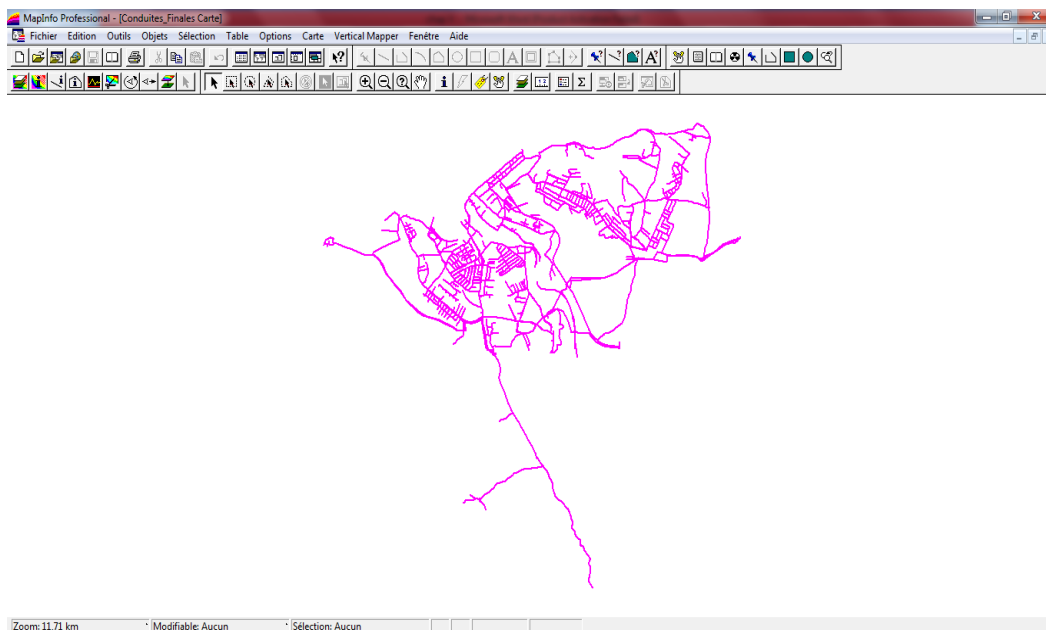 MapInfo Professional - [Conduites_Finales Carte]
Fichier Edition Outils Objets Sélection Table Options Carte Vertical Mapper Fenêtre Aide
Zoom: 11.71 km Modifiable: Aucun Sélection: Aucun